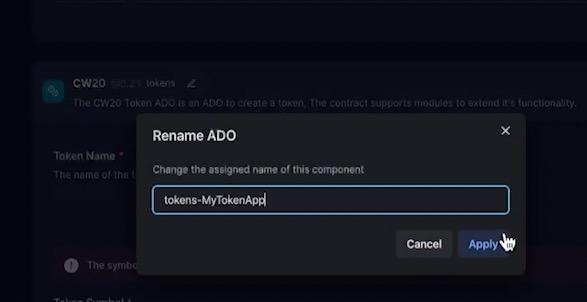 CW20 @0.2.1 tokens
The CW20 Token ADO is an ADO to create a token, The contract supports modules to extend it's functionality.
Rename ADO
Token Name *
Change the assigned name of this component
The name of the
tokens-MyTokenApp
Cancel Apply
The symbo
Token Symbol *